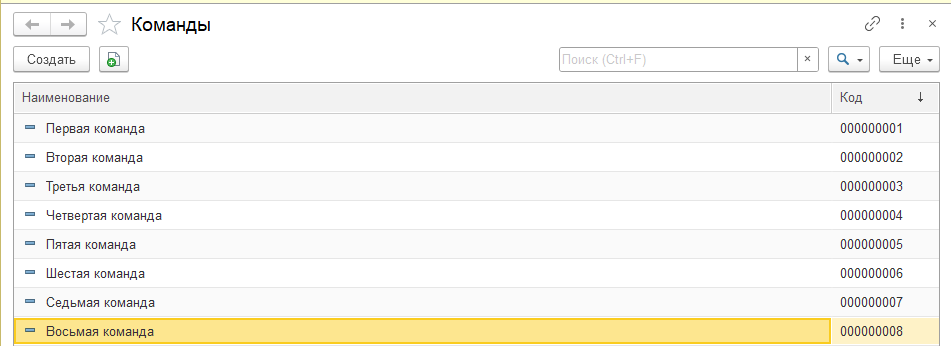 Команды
Создать Поиск (Ctrl+F) × Еще
Наименование Код ↓
Первая команда 000000001
Вторая команда 000000002
Третья команда 000000003
Четвертая команда 000000004
Пятая команда 000000005
Шестая команда 000000006
Седьмая команда 000000007
Восьмая команда 000000008